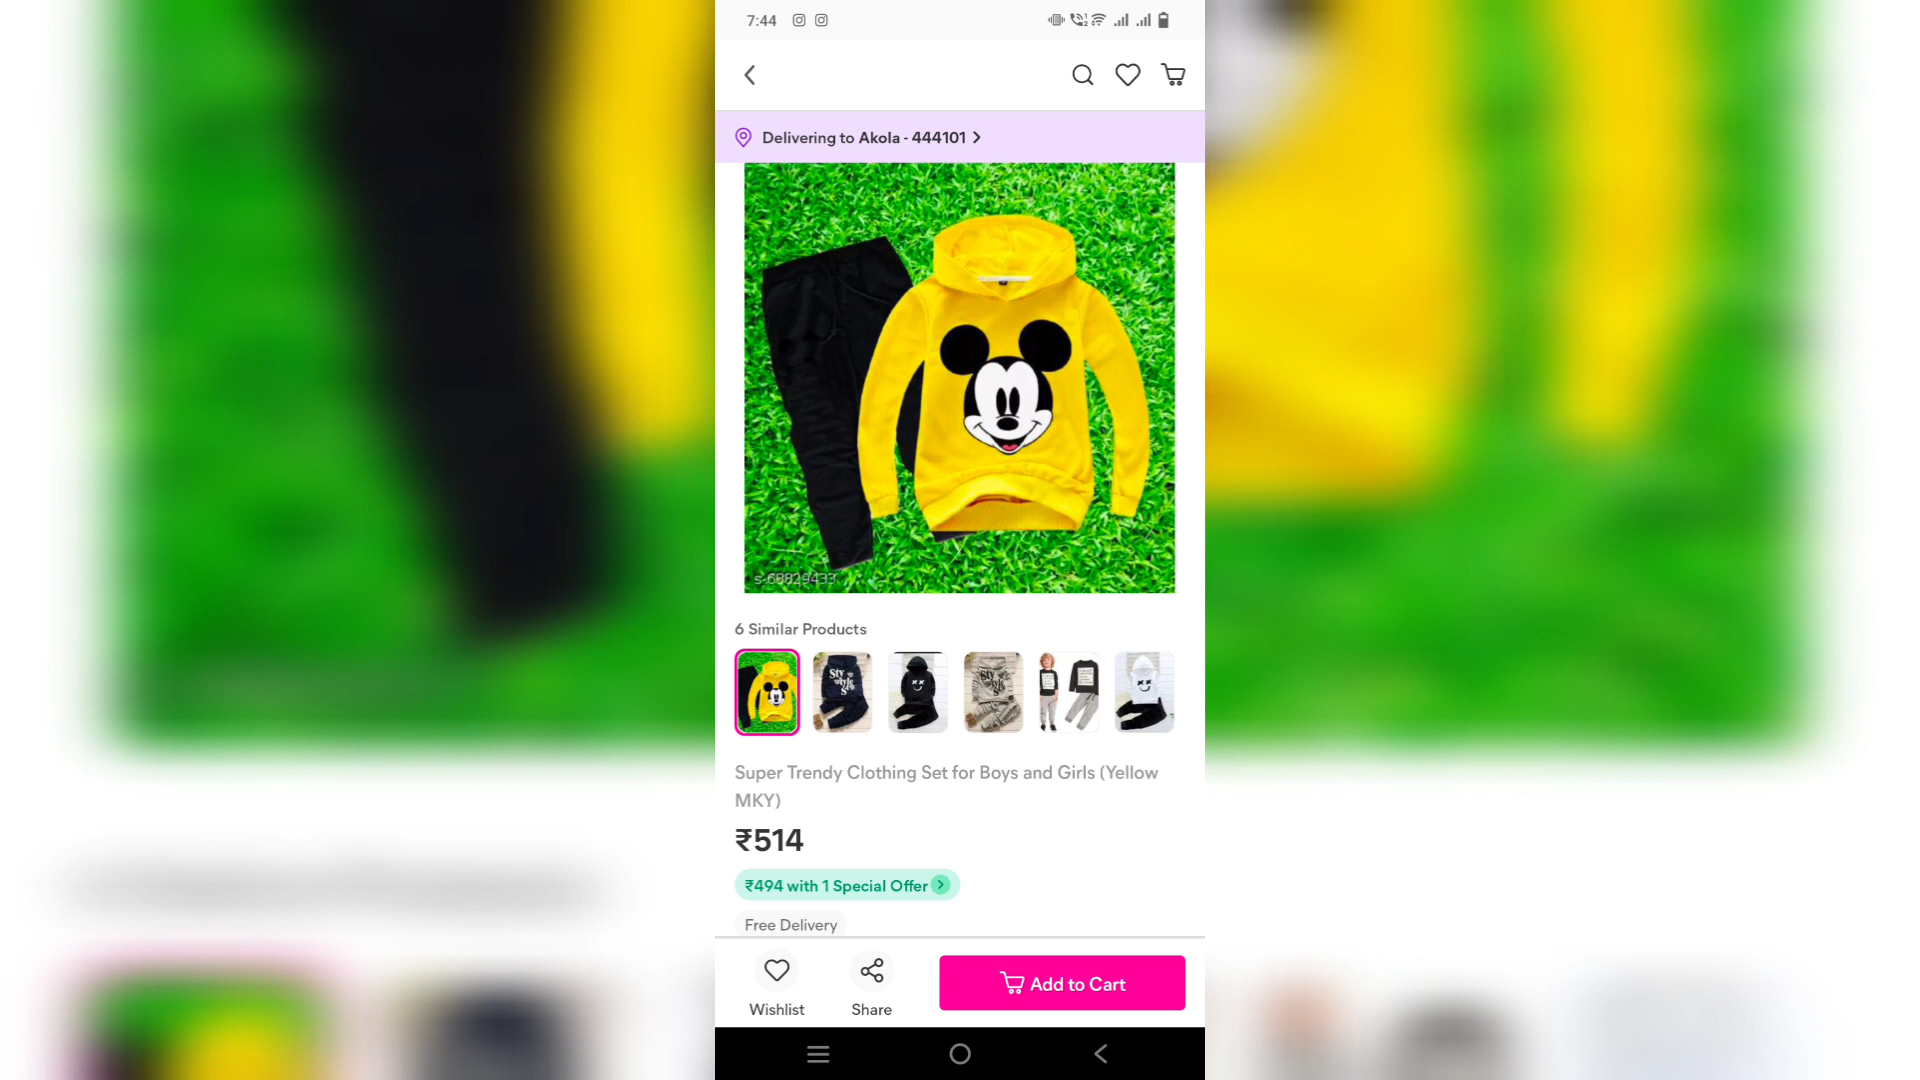 7:44
Delivering to Akola - 444101
s-68829433
6 Similar Products
Super Trendy Clothing Set for Boys and Girls (Yellow
MKY)
₹514
₹494 with 1 Special Offer
Free Delivery
Add to Cart
Wishlist
Share